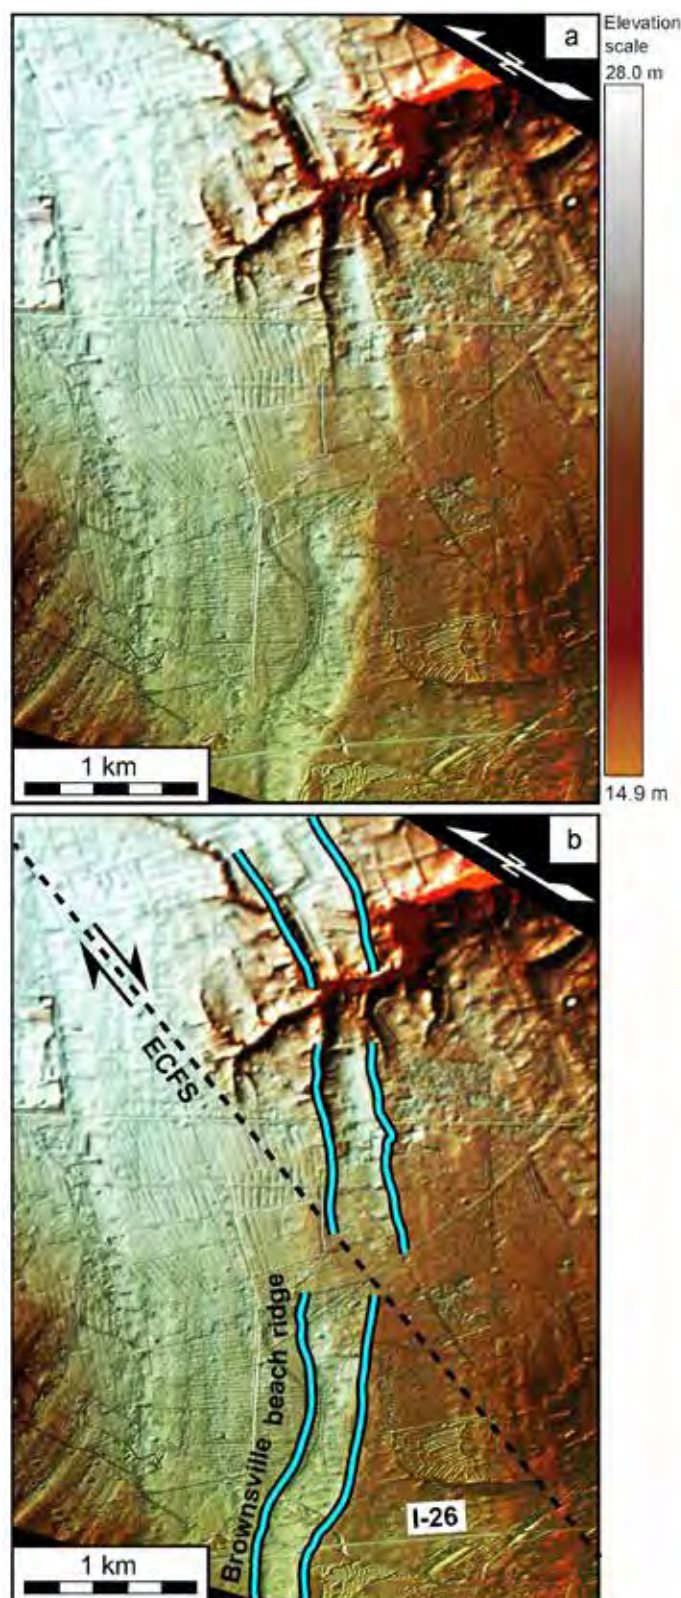 a
Elevation
scale
28.0 m
N
1 km
14.9 m
b
N
ECFS
Brownsville beach ridge
I-26
1 km